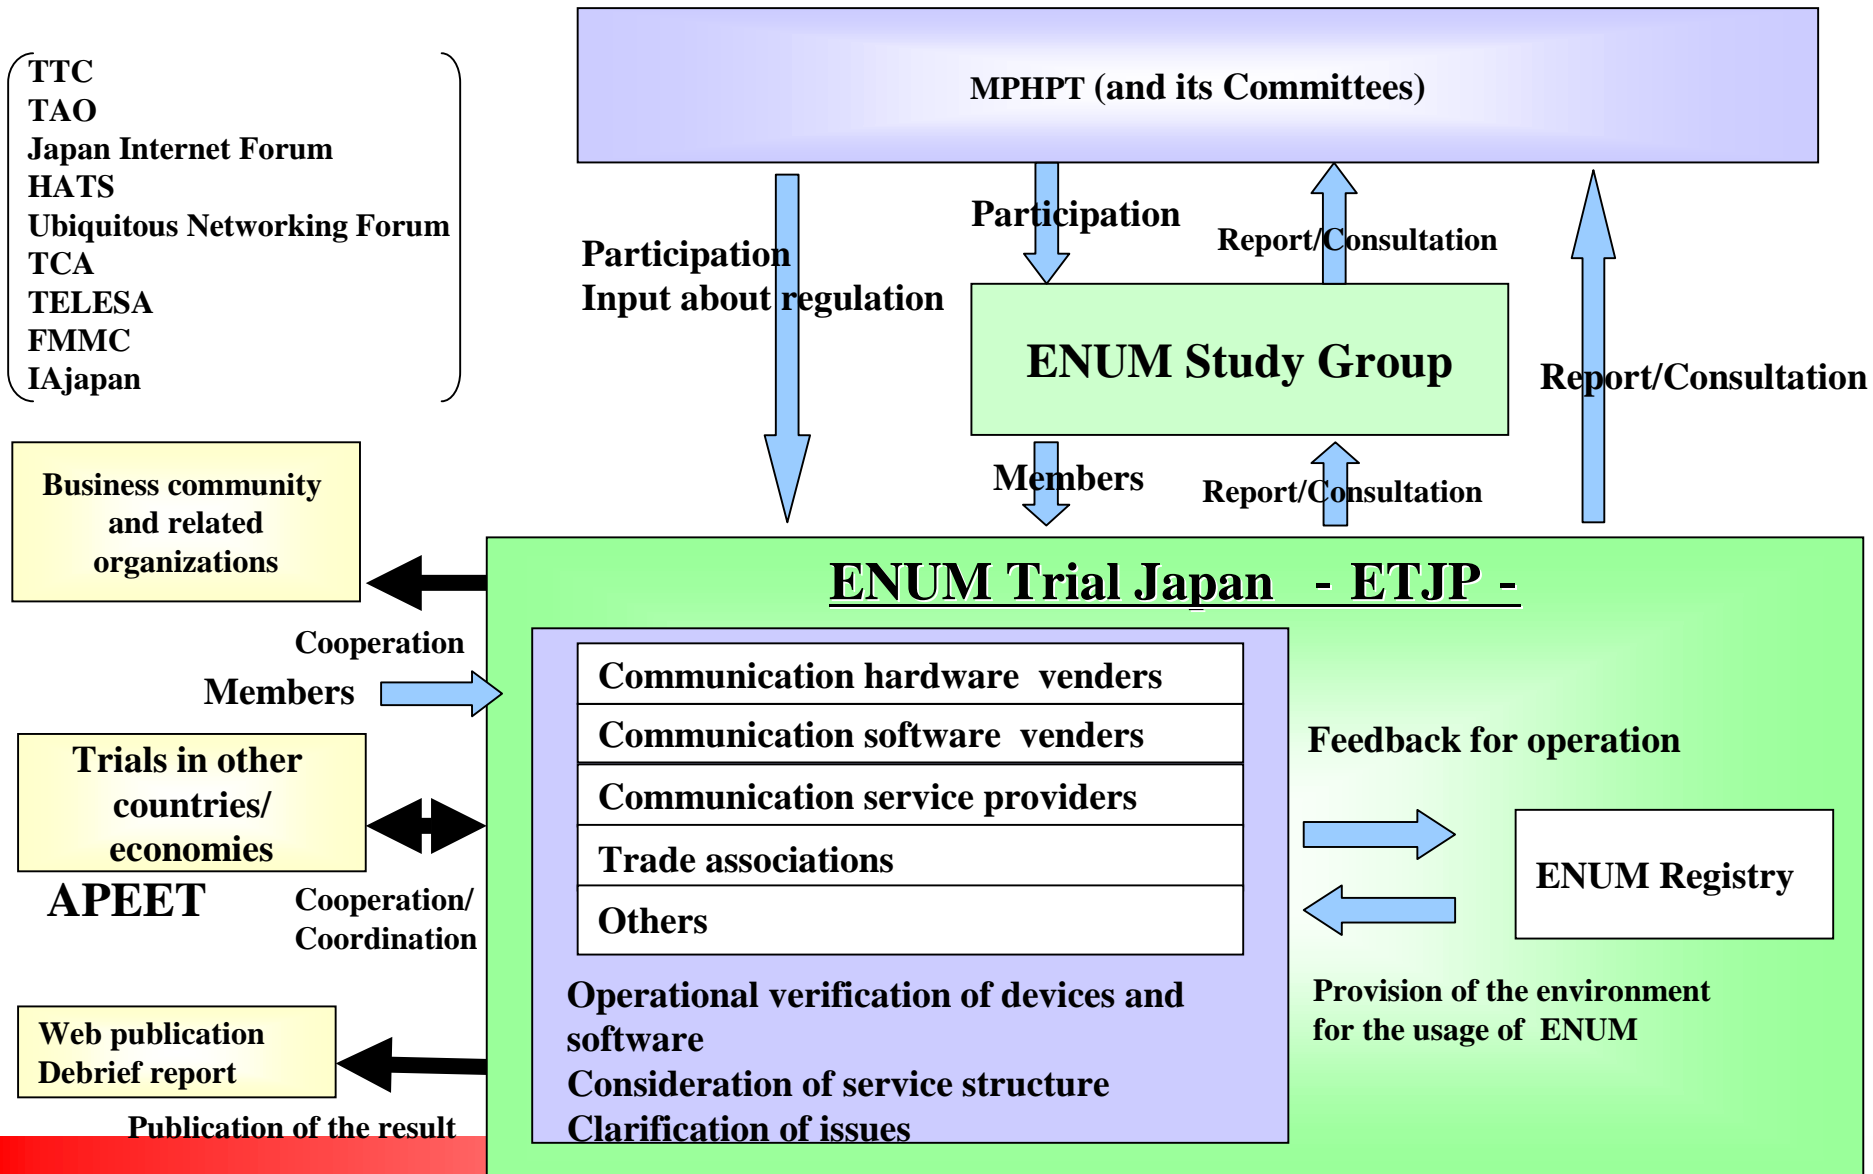 TTC
TAO
Japan Internet Forum
HATS
Ubiquitous Networking Forum
TCA
TELESA
FMMC
IAjapan
MPHPT (and its Committees)
Participation
Input about regulation
Participation
Report/Consultation
ENUM Study Group
Report/Consultation
Members
Report/Consultation
Business community
and related
organizations
Cooperation
Members
Trials in other
countries/
economies
APEET
Cooperation/
Coordination
Web publication
Debrief report
Publication of the result
ENUM Trial Japan - ETJP -
Communication hardware venders
Communication software venders
Communication service providers
Trade associations
Others
Operational verification of devices and
software
Consideration of service structure
Clarification of issues
Feedback for operation
ENUM Registry
Provision of the environment
for the usage of ENUM